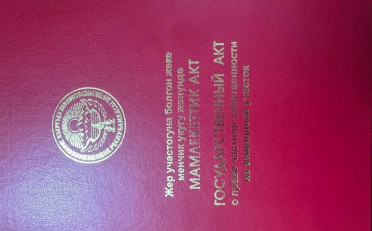 Жер участогуна болгон жеке
менчик укугу жөнүндө
МАМЛЕКЕТТИК АКТ
ГОСУДАРСТВЕННЫЙ АКТ
о праве частной собственности
на земельный участок